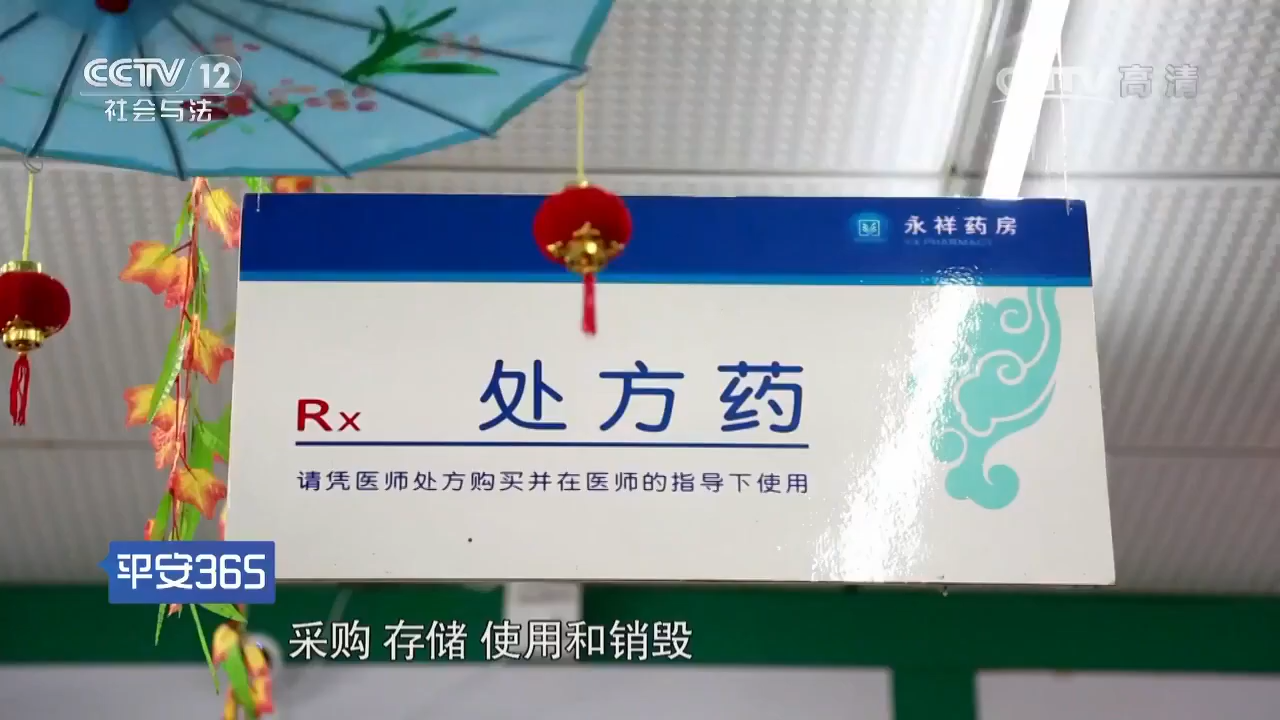 CCTV 12
社会与法
CCTV 高清
永祥药房
Rx 处方药
请凭医师处方购买并在医师的指导下使用
平安365
采购 存储 使用和销毁